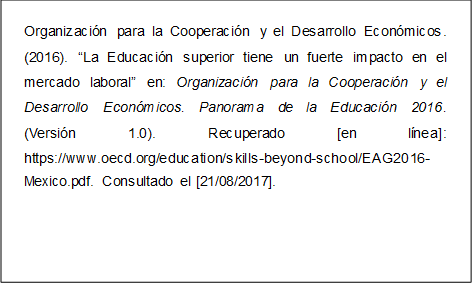 Organización para la Cooperación y el Desarrollo Económicos.
(2016). “La Educación superior tiene un fuerte impacto en el
mercado laboral” en: Organización para la Cooperación y el
Desarrollo Económicos. Panorama de la Educación 2016.
(Versión 1.0). Recuperado [en línea]:
https://www.oecd.org/education/skills-beyond-school/EAG2016-
Mexico.pdf. Consultado el [21/08/2017].